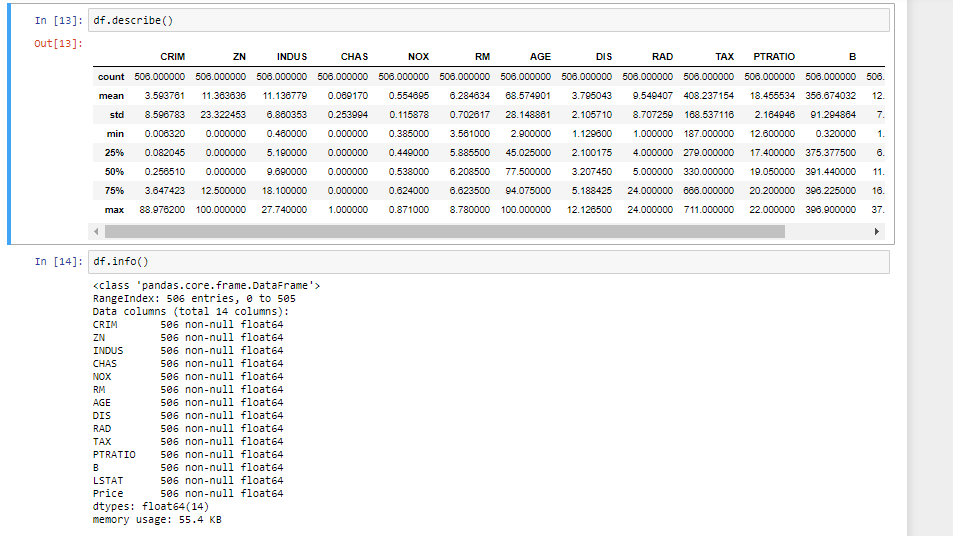 In [13]: df.describe()
Out[13]:
CRIM ZN INDUS CHAS NOX RM AGE DIS RAD TAX PTRATIO B
count 506.000000 506.000000 506.000000 506.000000 506.000000 506.000000 506.000000 506.000000 506.000000 506.000000 506.000000 506.000000 506.
mean 3.593761 11.363636 11.136779 0.069170 0.554695 6.284634 68.574901 3.795043 9.549407 408.237154 18.455534 356.674032 12.
std 8.596783 23.322453 6.860353 0.253994 0.115878 0.702617 28.148861 2.105710 8.707259 168.537116 2.164946 91.294864 7.
min 0.006320 0.000000 0.460000 0.000000 0.385000 3.561000 2.900000 1.129600 1.000000 187.000000 12.600000 0.320000 1.
25% 0.082045 0.000000 5.190000 0.000000 0.449000 5.885500 45.025000 2.100175 4.000000 279.000000 17.400000 375.377500 6.
50% 0.256510 0.000000 9.690000 0.000000 0.538000 6.208500 77.500000 3.207450 5.000000 330.000000 19.050000 391.440000 11.
75% 3.647423 12.500000 18.100000 0.000000 0.624000 6.623500 94.075000 5.188425 24.000000 666.000000 20.200000 396.225000 16.
max 88.976200 100.000000 27.740000 1.000000 0.871000 8.780000 100.000000 12.126500 24.000000 711.000000 22.000000 396.900000 37.
In [14]: df.info()
<class 'pandas.core.frame.DataFrame'>
RangeIndex: 506 entries, 0 to 505
Data columns (total 14 columns):
CRIM 506 non-null float64
ZN 506 non-null float64
INDUS 506 non-null float64
CHAS 506 non-null float64
NOX 506 non-null float64
RM 506 non-null float64
AGE 506 non-null float64
DIS 506 non-null float64
RAD 506 non-null float64
TAX 506 non-null float64
PTRATIO 506 non-null float64
B 506 non-null float64
LSTAT 506 non-null float64
Price 506 non-null float64
dtypes: float64(14)
memory usage: 55.4 KB